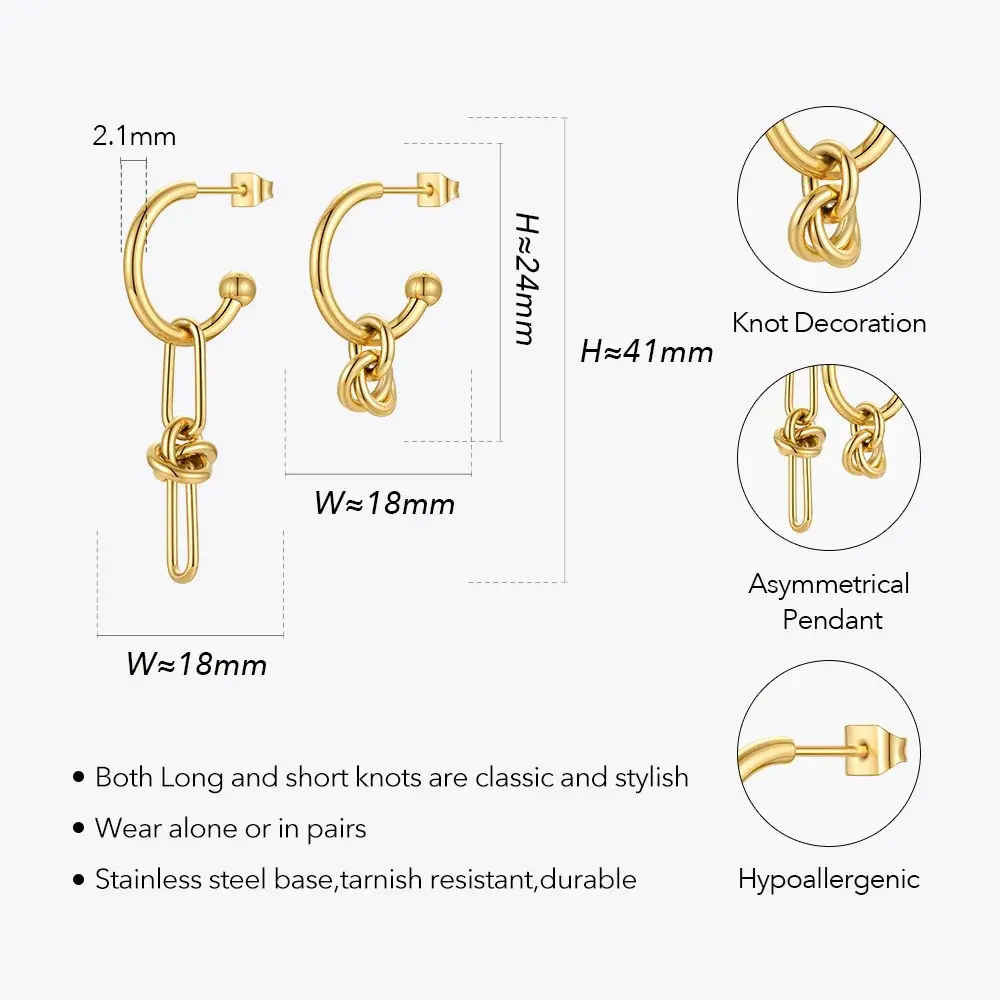 2.1mm
H≈24mm
H≈41mm
W≈18mm
W≈18mm
Knot Decoration
Asymmetrical
Pendant
Hypoallergenic
• Both Long and short knots are classic and stylish
• Wear alone or in pairs
• Stainless steel base,tarnish resistant,durable